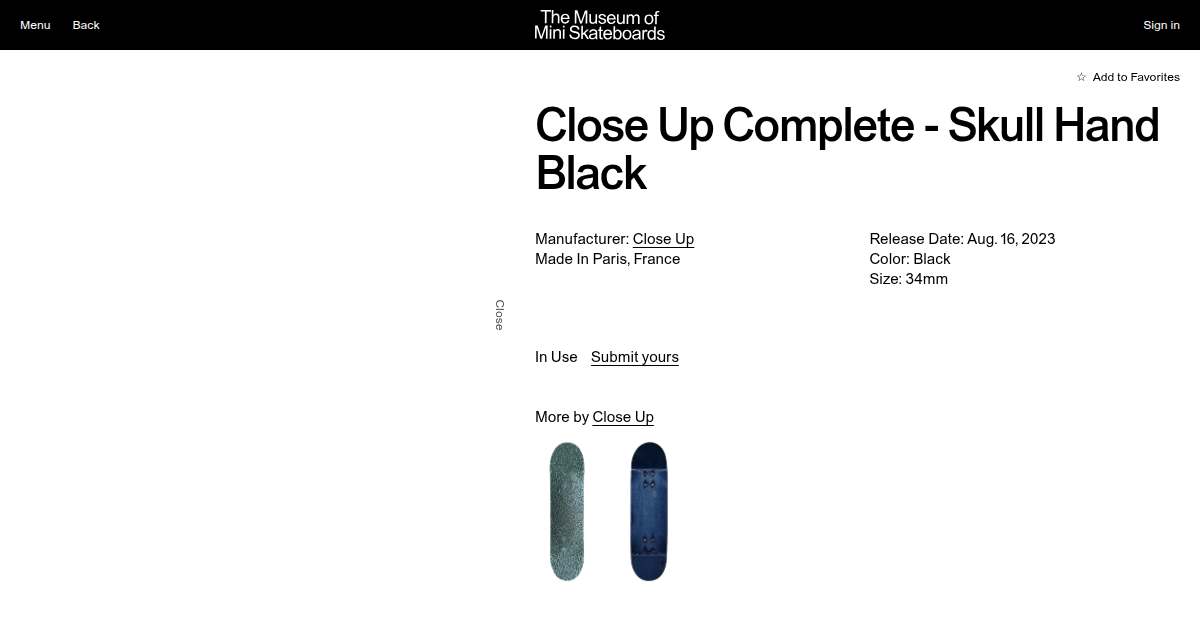 Menu
Back
The Museum of
Mini Skateboards
Sign in
☆ Add to Favorites
Close Up Complete - Skull Hand
Black
Manufacturer: Close Up
Made In Paris, France
Release Date: Aug. 16, 2023
Color: Black
Size: 34mm
Close
In Use Submit yours
More by Close Up